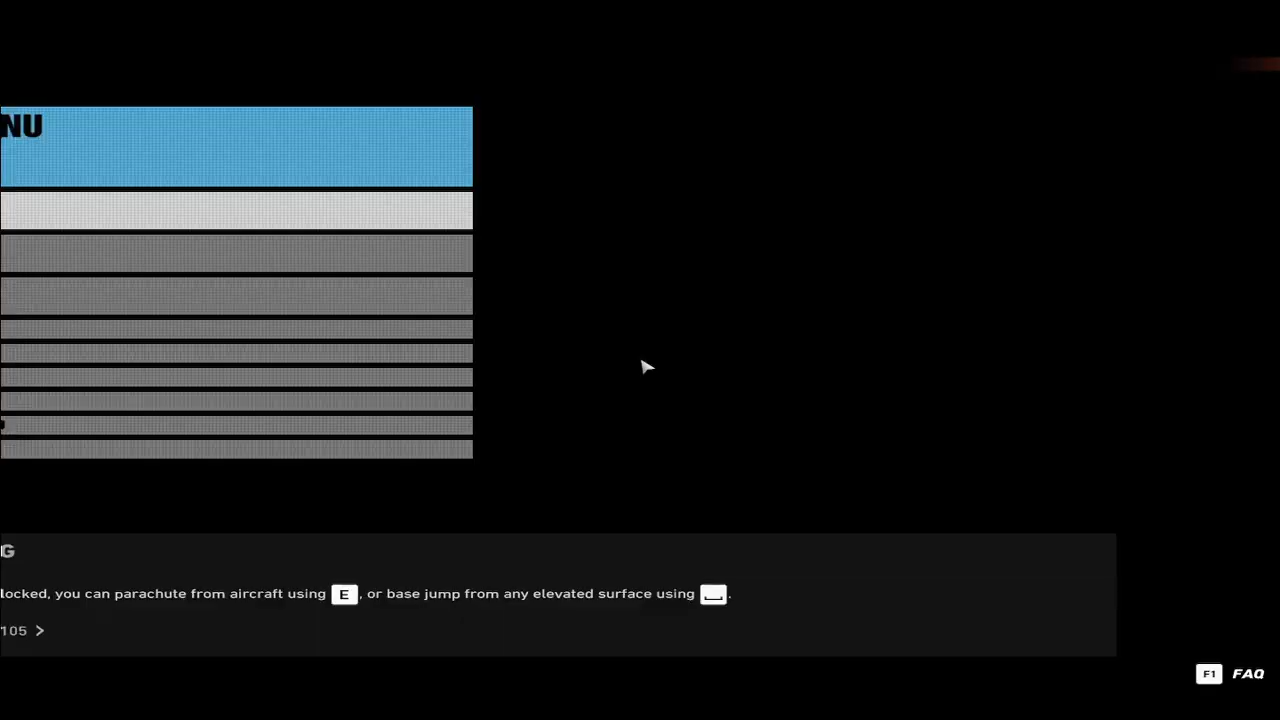 NU
G
locked, you can parachute from aircraft using E, or base jump from any elevated surface using .
105 >
F1 FAQ